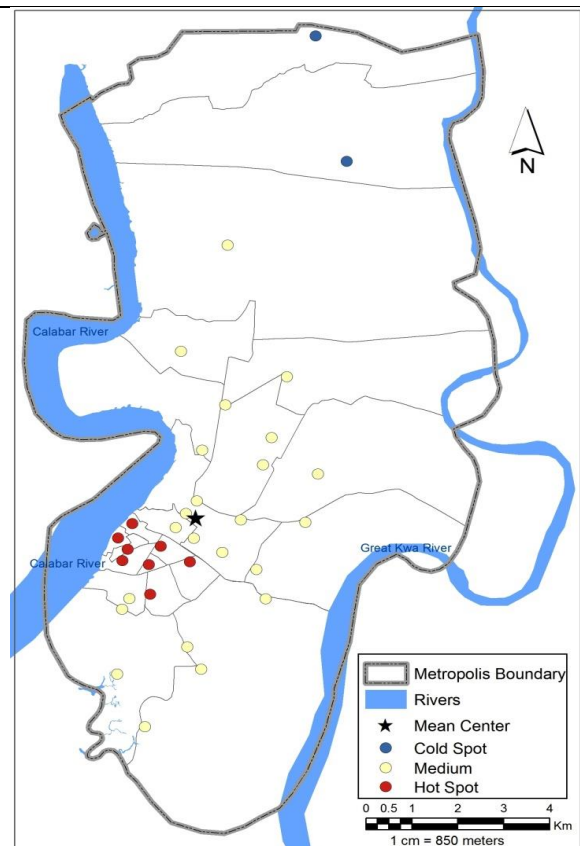 N
Calabar River
Great Kwa River
Calabar River
Metropolis Boundary
Rivers
Mean Center
Cold Spot
Medium
Hot Spot
0 0.5 1 2 3 4
Km
1 cm = 850 meters